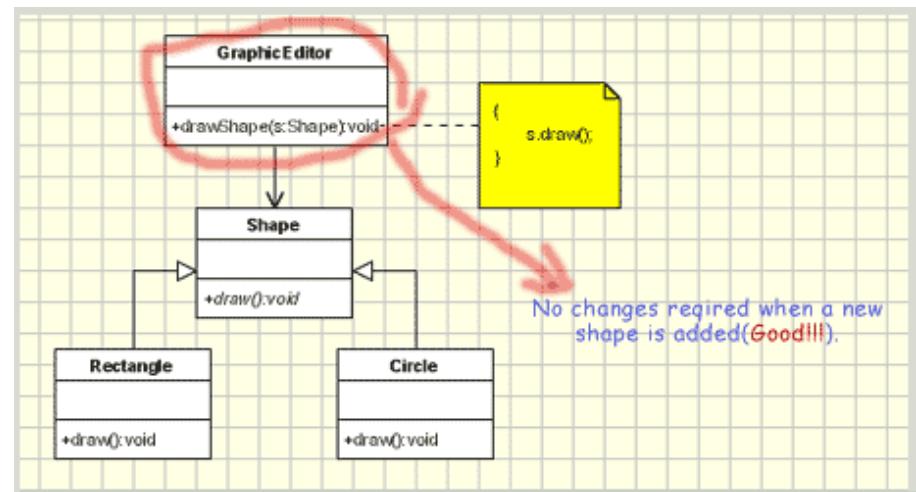 GraphicEditor
+drawShape(s:Shape):void
{
s.draw();
}
Shape
+draw():void
No changes reqired when a new
shape is added(Good!!!).
Rectangle
+draw():void
Circle
+draw():void